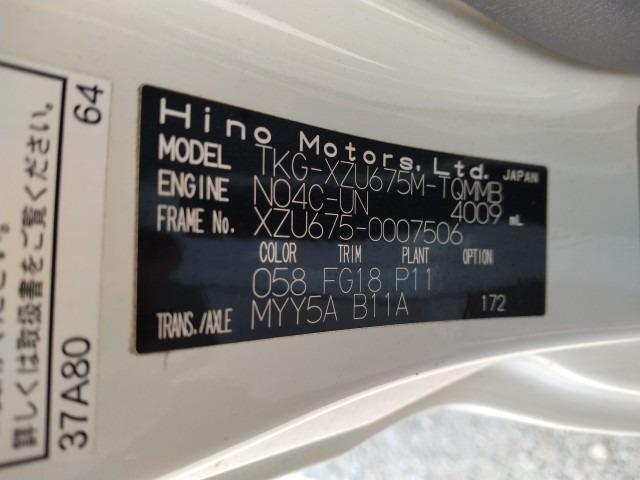 Hino Motors, Ltd. JAPAN
MODEL TKG-XZU675M-TQMMB
ENGINE N04C-UN 4009 mL
FRAME No. XZU675-0007506
COLOR TRIM PLANT OPTION
058 FG18 P11
TRANS./AXLE MYY5A B11A 172
詳しくは取扱書をご覧ください。
37A80
64